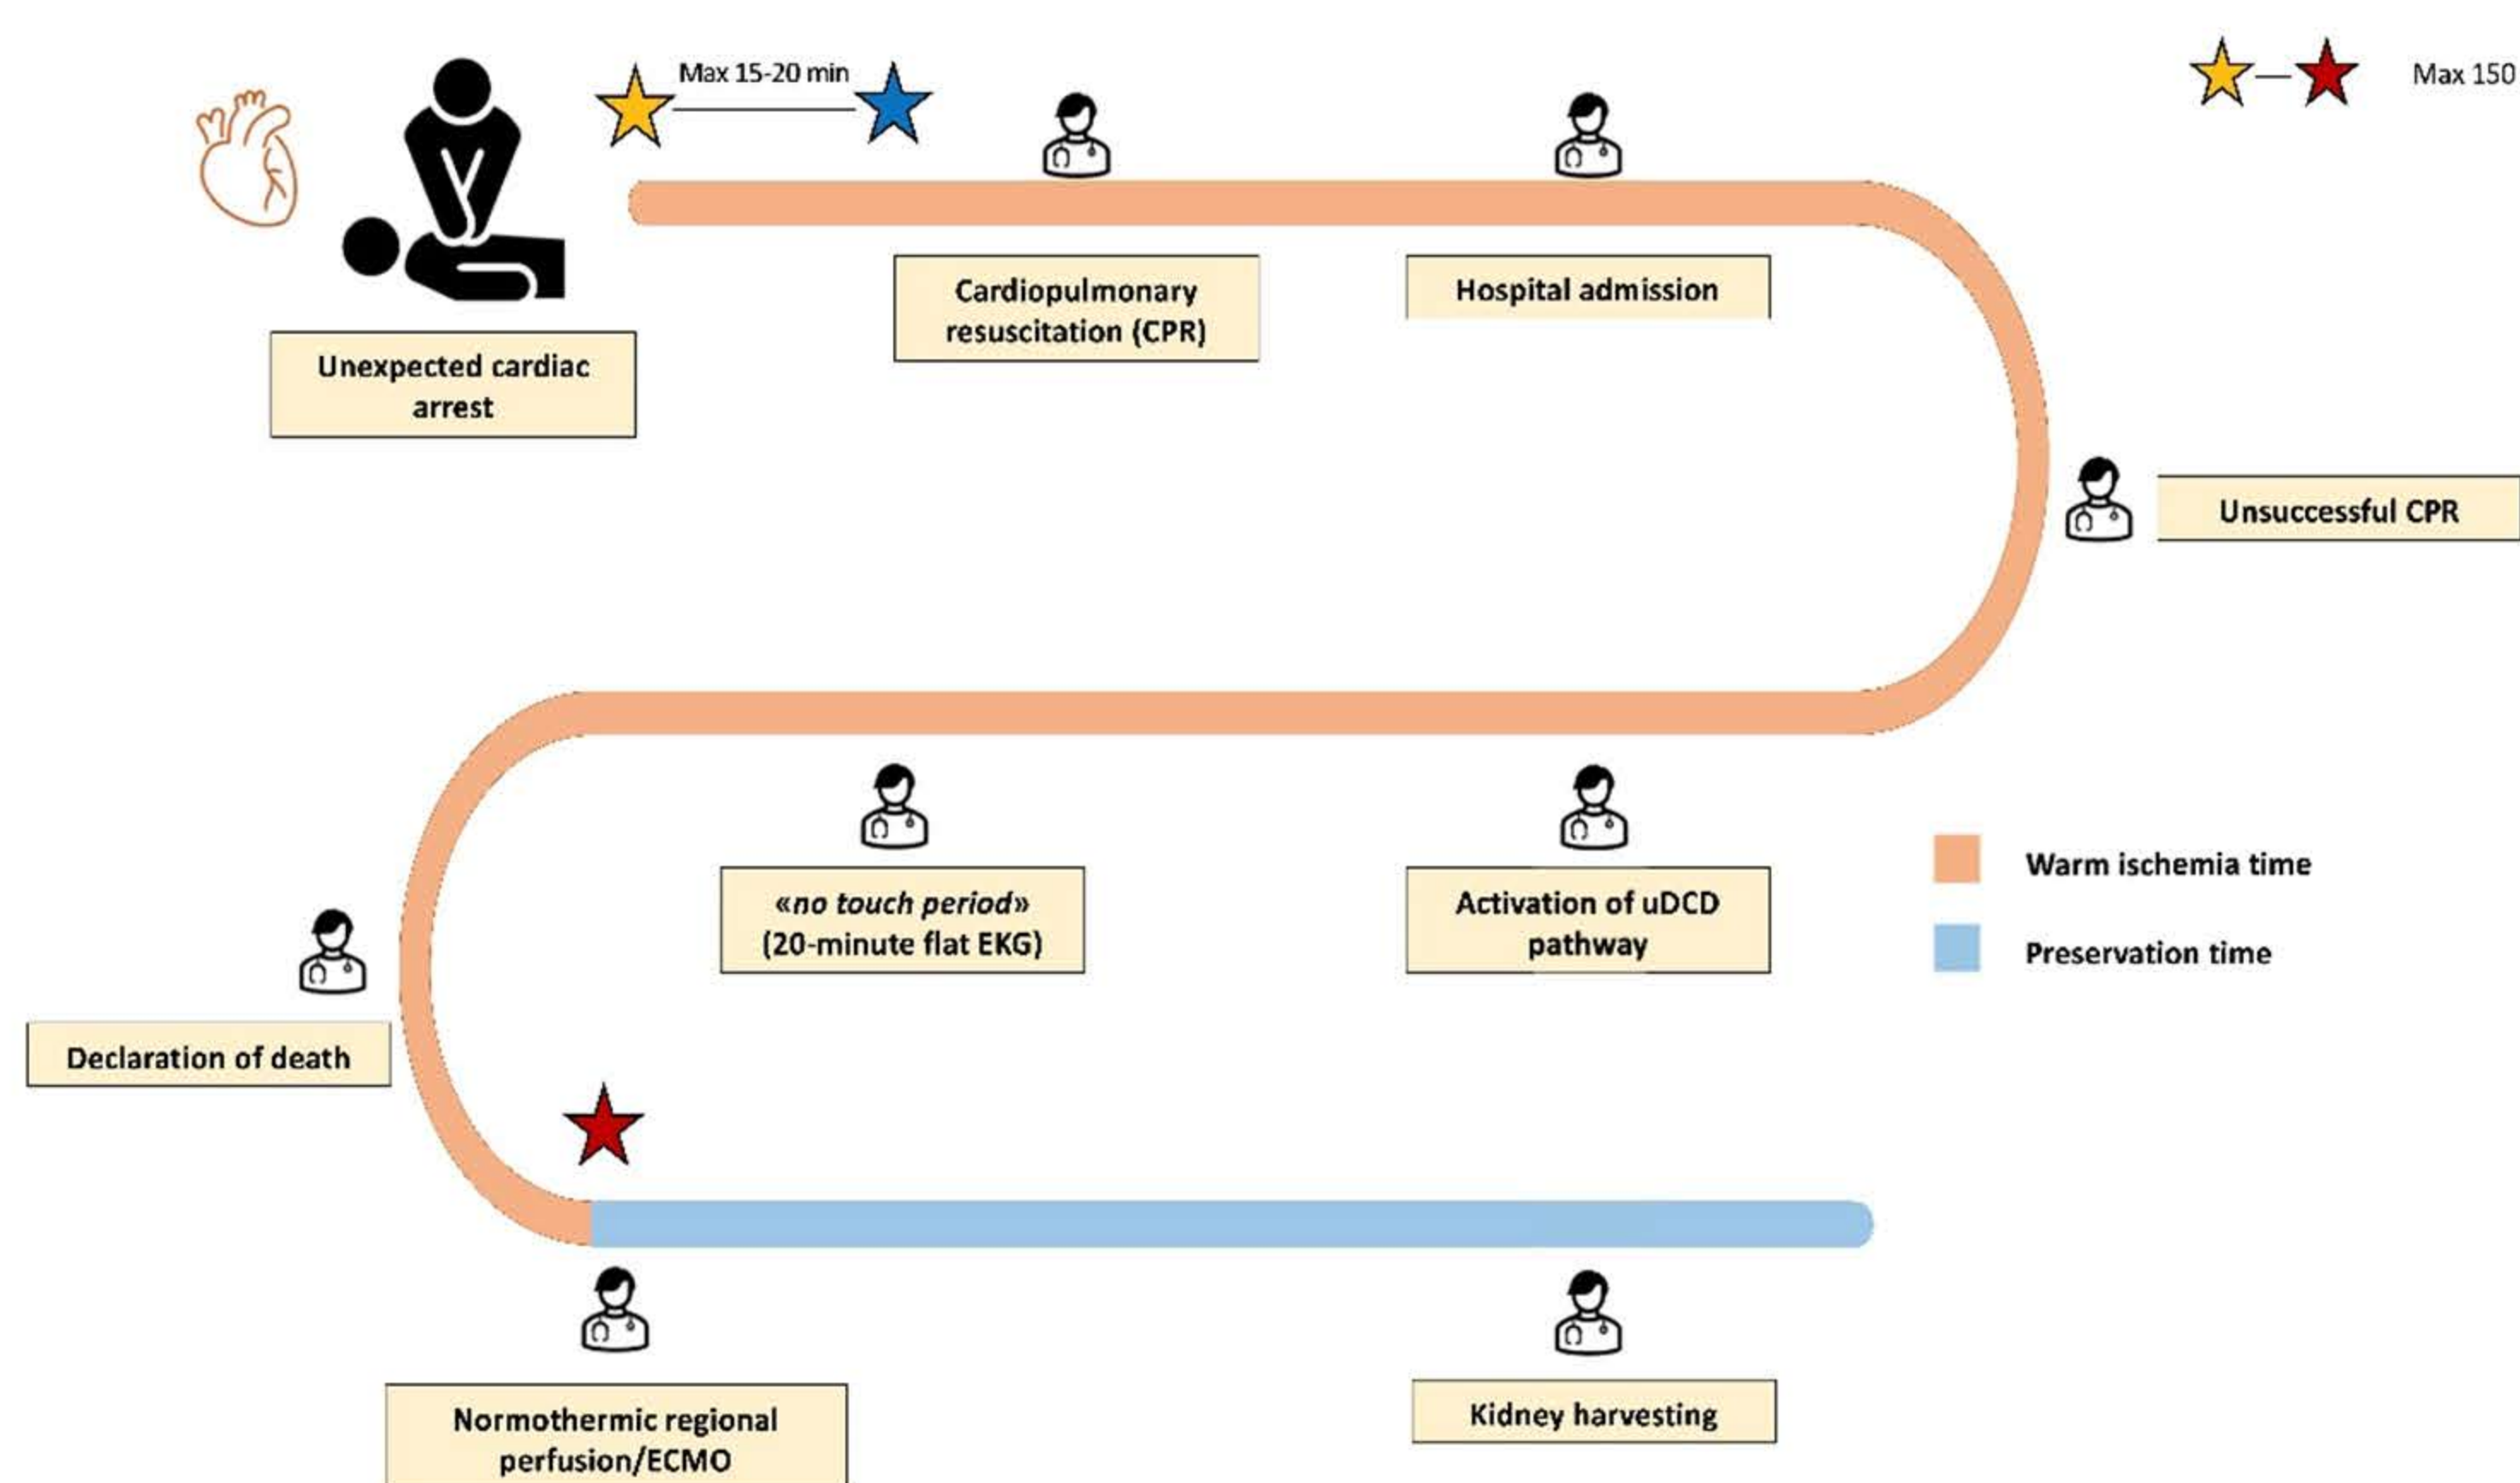 Max 15-20 min
Max 150
Cardiopulmonary
resuscitation (CPR)
Hospital admission
Unexpected cardiac
arrest
Unsuccessful CPR
«no touch period»
(20-minute flat EKG)
Activation of uDCD
pathway
Warm ischemia time
Preservation time
Declaration of death
Normothermic regional
perfusion/ECMO
Kidney harvesting